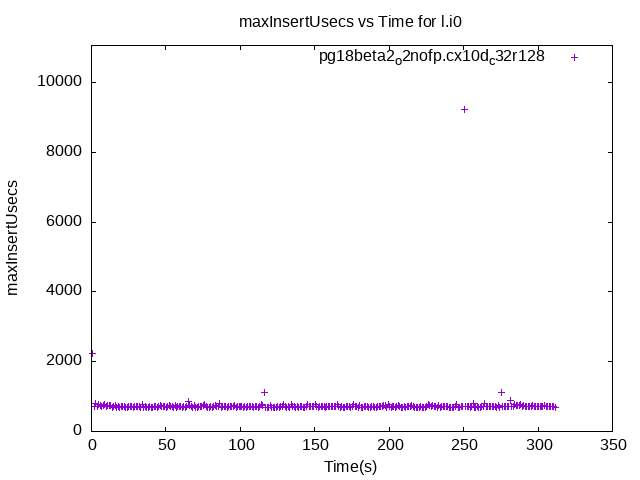 maxInsertUsecs vs Time for l.i0
pg18beta2₀2nofp.cx10d_c32r128
10000
8000
6000
4000
2000
0
maxInsertUsecs
0 50 100 150 200 250 300 350
Time(s)